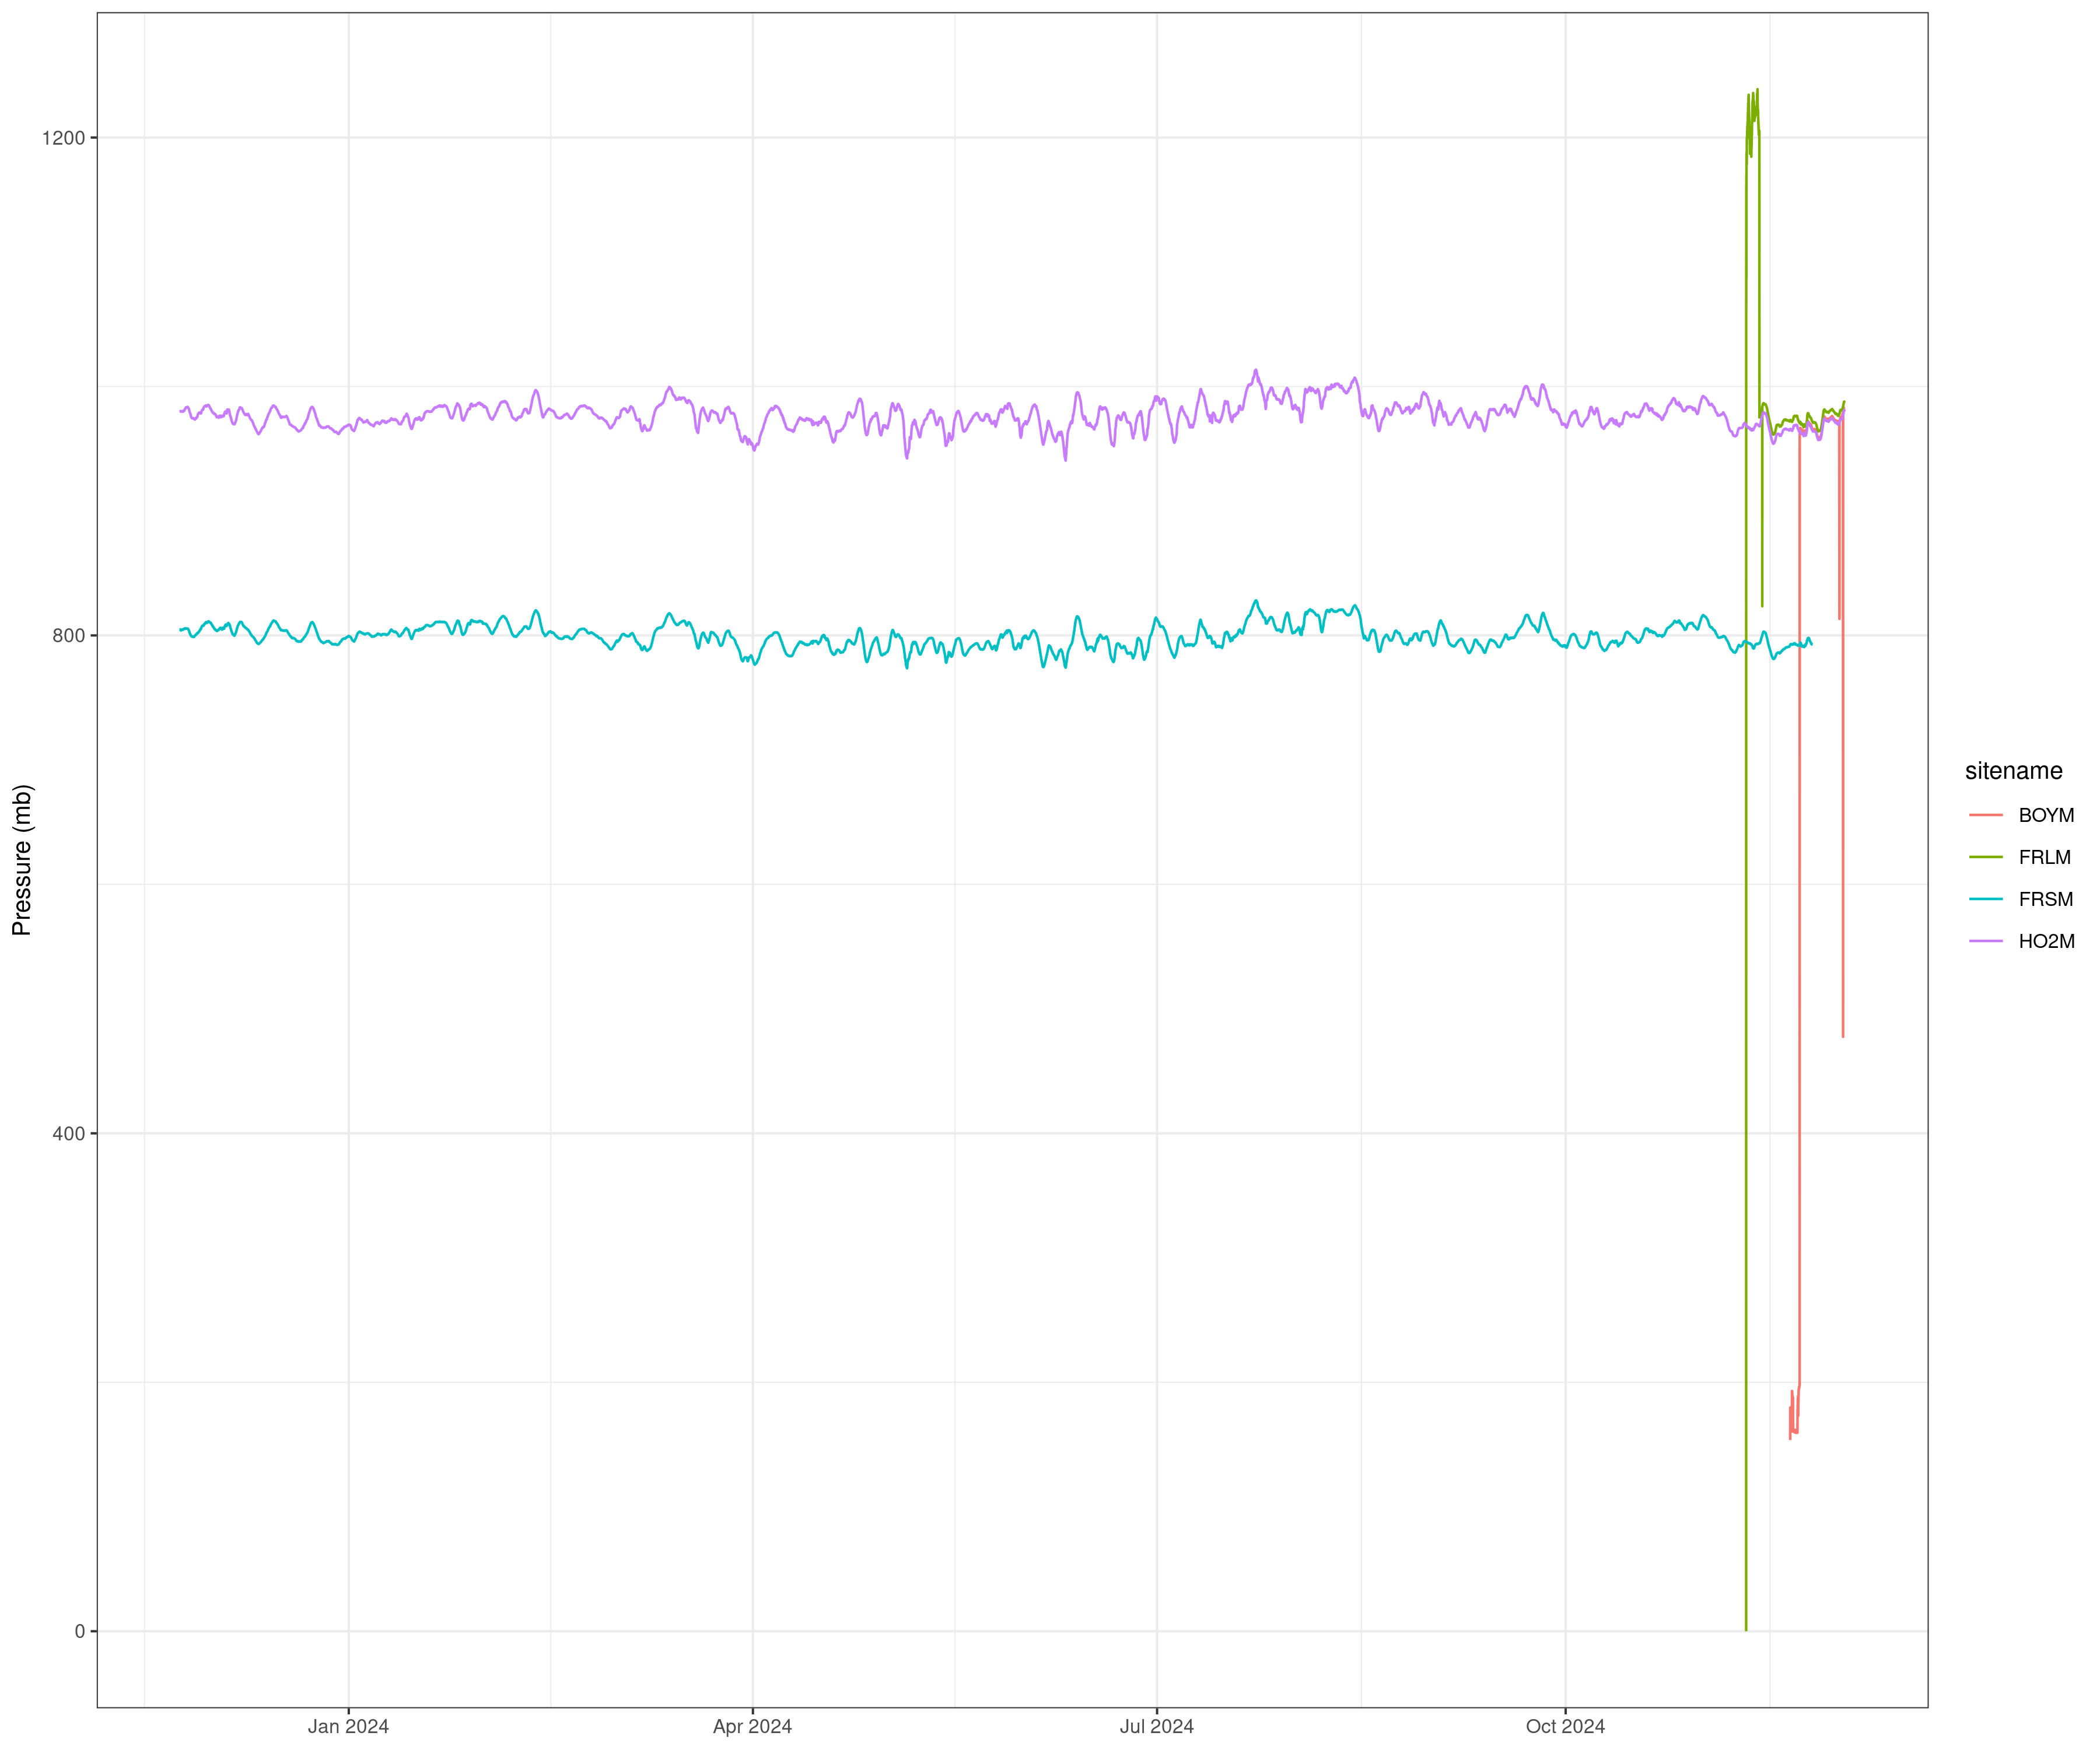 1200
800
400
0
Pressure (mb)
Jan 2024
Apr 2024
Jul 2024
Oct 2024
sitename
BOYM
FRLM
FRSM
HO2M